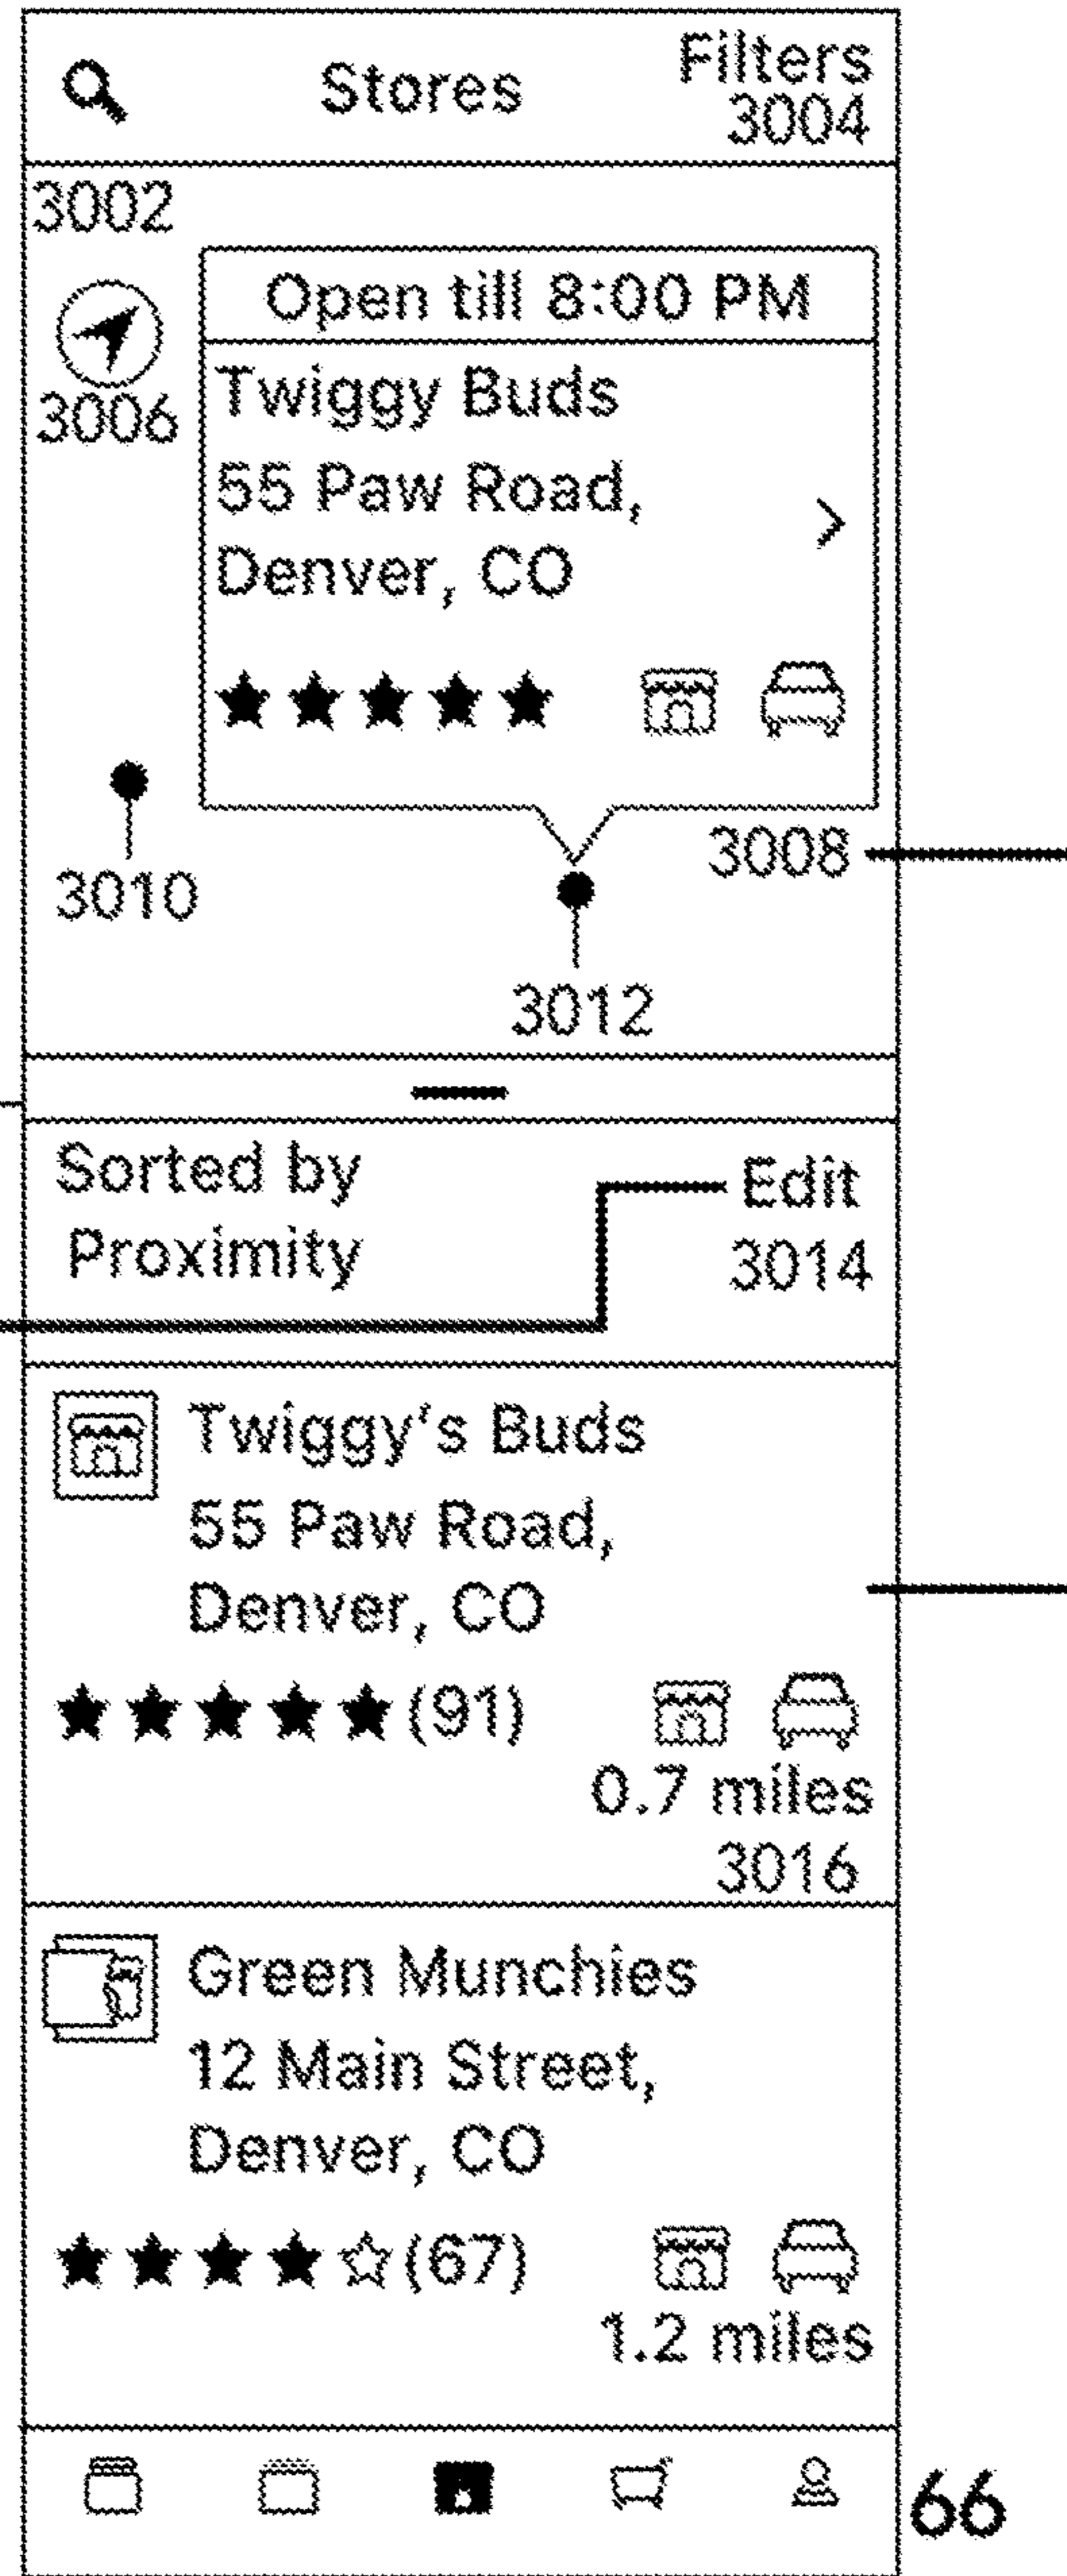 Stores
Filters
3004
3002
Open till 8:00 PM
3006
Twiggy Buds
55 Paw Road,
Denver, CO
3008
3010
3012
Sorted by
Proximity
Edit
3014
Twiggy's Buds
55 Paw Road,
Denver, CO
(91)
0.7 miles
3016
Green Munchies
12 Main Street,
Denver, CO
(67)
1.2 miles
66